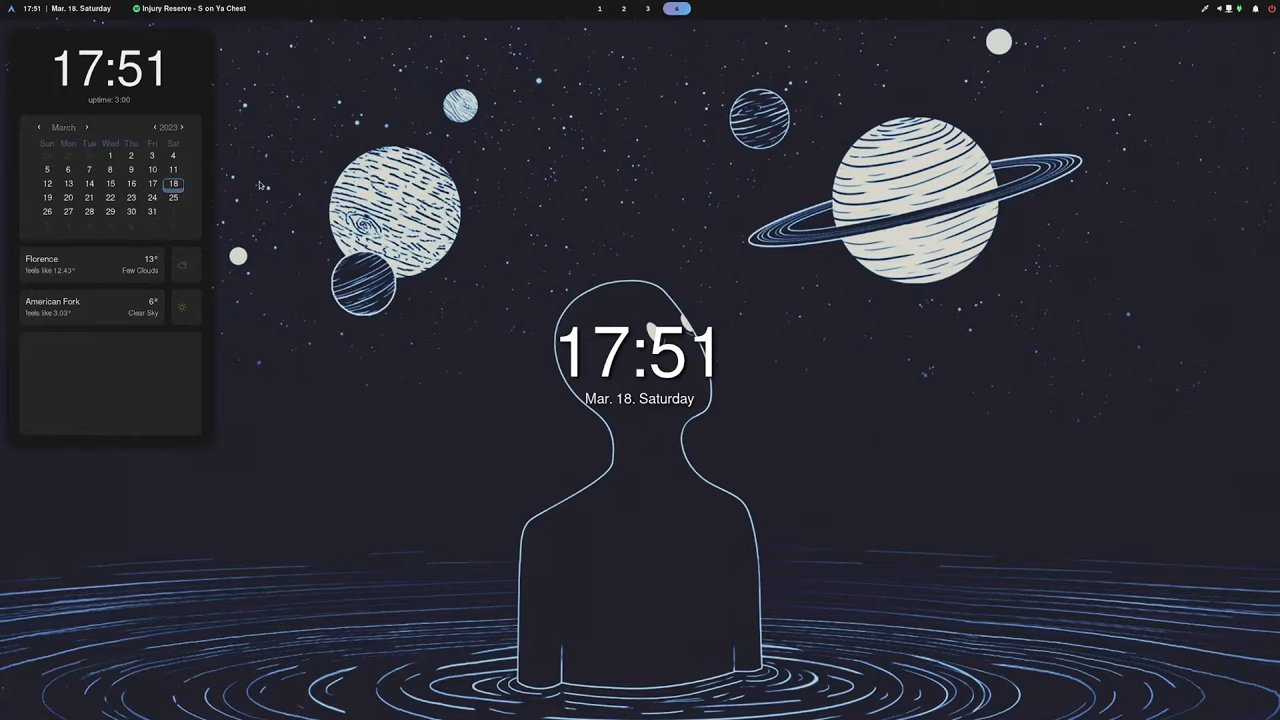 17:51 | Mar. 18. Saturday
Injury Reserve - S on Ya Chest
1 2 3 4
17:51
uptime: 3:00
‹ March › ‹ 2023 ›
Sun Mon Tue Wed Thu Fri Sat
1 2 3 4
5 6 7 8 9 10 11
12 13 14 15 16 17 18
19 20 21 22 23 24 25
26 27 28 29 30 31
Florence 13°
feels like 12.43° Few Clouds
American Fork 6°
feels like 3.03° Clear Sky
17:51
Mar. 18. Saturday